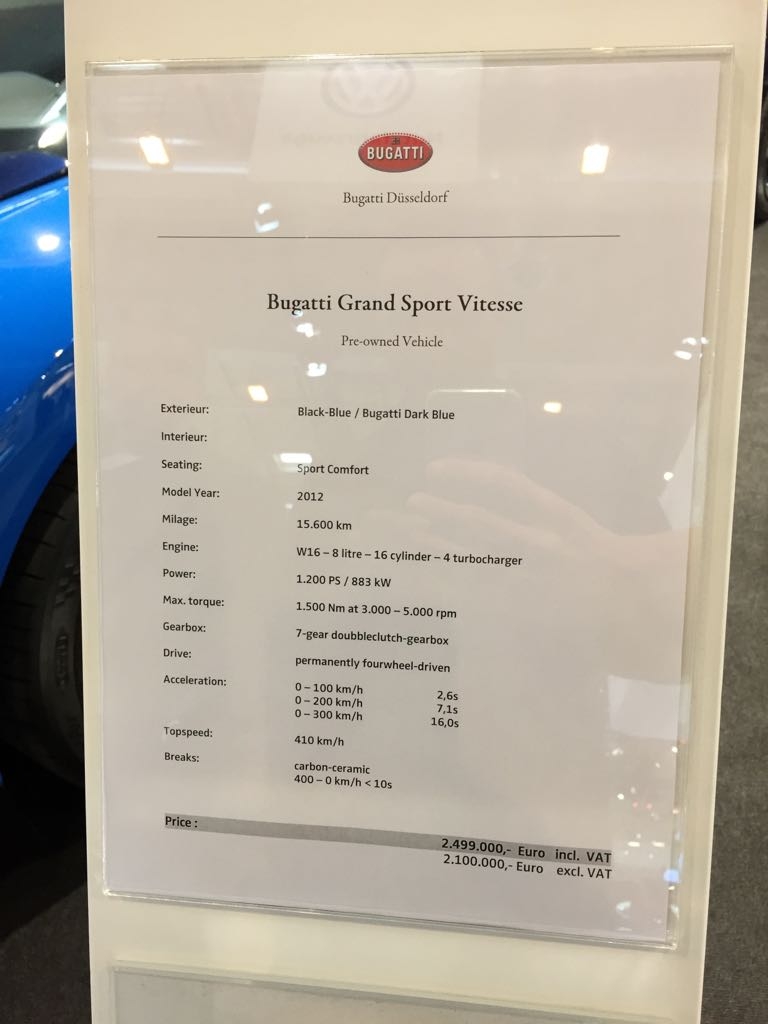 BUGATTI
Bugatti Düsseldorf
Bugatti Grand Sport Vitesse
Pre-owned Vehicle
Exterieur: Black-Blue / Bugatti Dark Blue
Interieur:
Seating: Sport Comfort
Model Year: 2012
Milage: 15.600 km
Engine: W16 – 8 litre – 16 cylinder – 4 turbocharger
Power: 1.200 PS / 883 kW
Max. torque: 1.500 Nm at 3.000 – 5.000 rpm
Gearbox: 7-gear doubbleclutch-gearbox
Drive: permanently fourwheel-driven
Acceleration: 0 – 100 km/h 2,6s
0 – 200 km/h 7,1s
0 – 300 km/h 16,0s
Topspeed: 410 km/h
Breaks: carbon-ceramic
400 – 0 km/h < 10s
Price :
2.499.000,- Euro incl. VAT
2.100.000,- Euro excl. VAT